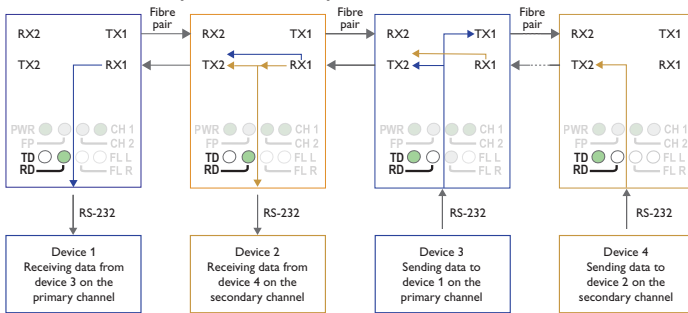 Fibre
pair
Fibre
pair
Fibre
pair
RX2 TX1
TX2 RX1
PWR CH 1
FP CH 2
TD FL L
RD FL R
RX2 TX1
TX2 RX1
PWR CH 1
FP CH 2
TD FL L
RD FL R
RX2 TX1
TX2 RX1
PWR CH 1
FP CH 2
TD FL L
RD FL R
RX2 TX1
TX2 RX1
PWR CH 1
FP CH 2
TD FL L
RD FL R
RS-232
RS-232
RS-232
RS-232
Device 1
Receiving data from
device 3 on the
primary channel
Device 2
Receiving data from
device 4 on the
secondary channel
Device 3
Sending data to
device 1 on the
primary channel
Device 4
Sending data to
device 2 on the
secondary channel